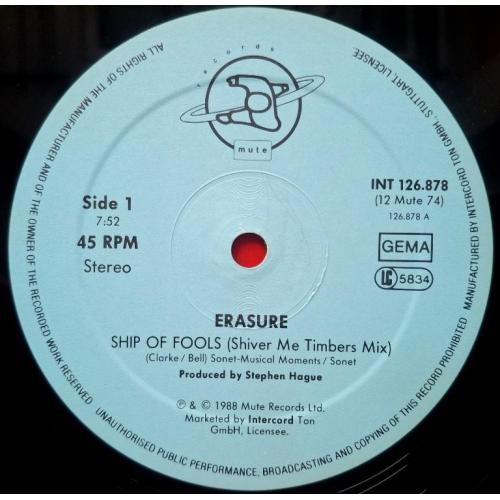 records
mute
Side 1
7:52
45 RPM
Stereo
INT 126.878
(12 Mute 74)
126.878 A
GEMA
LC 5834
ERASURE
SHIP OF FOOLS (Shiver Me Timbers Mix)
(Clarke / Bell) Sonet-Musical Moments / Sonet
Produced by Stephen Hague
℗ & © 1988 Mute Records Ltd.
Marketed by Intercord Ton
GmbH, Licensee.
ALL RIGHTS OF THE MANUFACTURER AND OF THE OWNER OF THE RECORDED WORK RESERVED
UNAUTHORISED PUBLIC PERFORMANCE, BROADCASTING AND COPYING OF THIS RECORD PROHIBITED
MANUFACTURED BY INTERCORD TON GMBH, STUTTGART, LICENSEE.